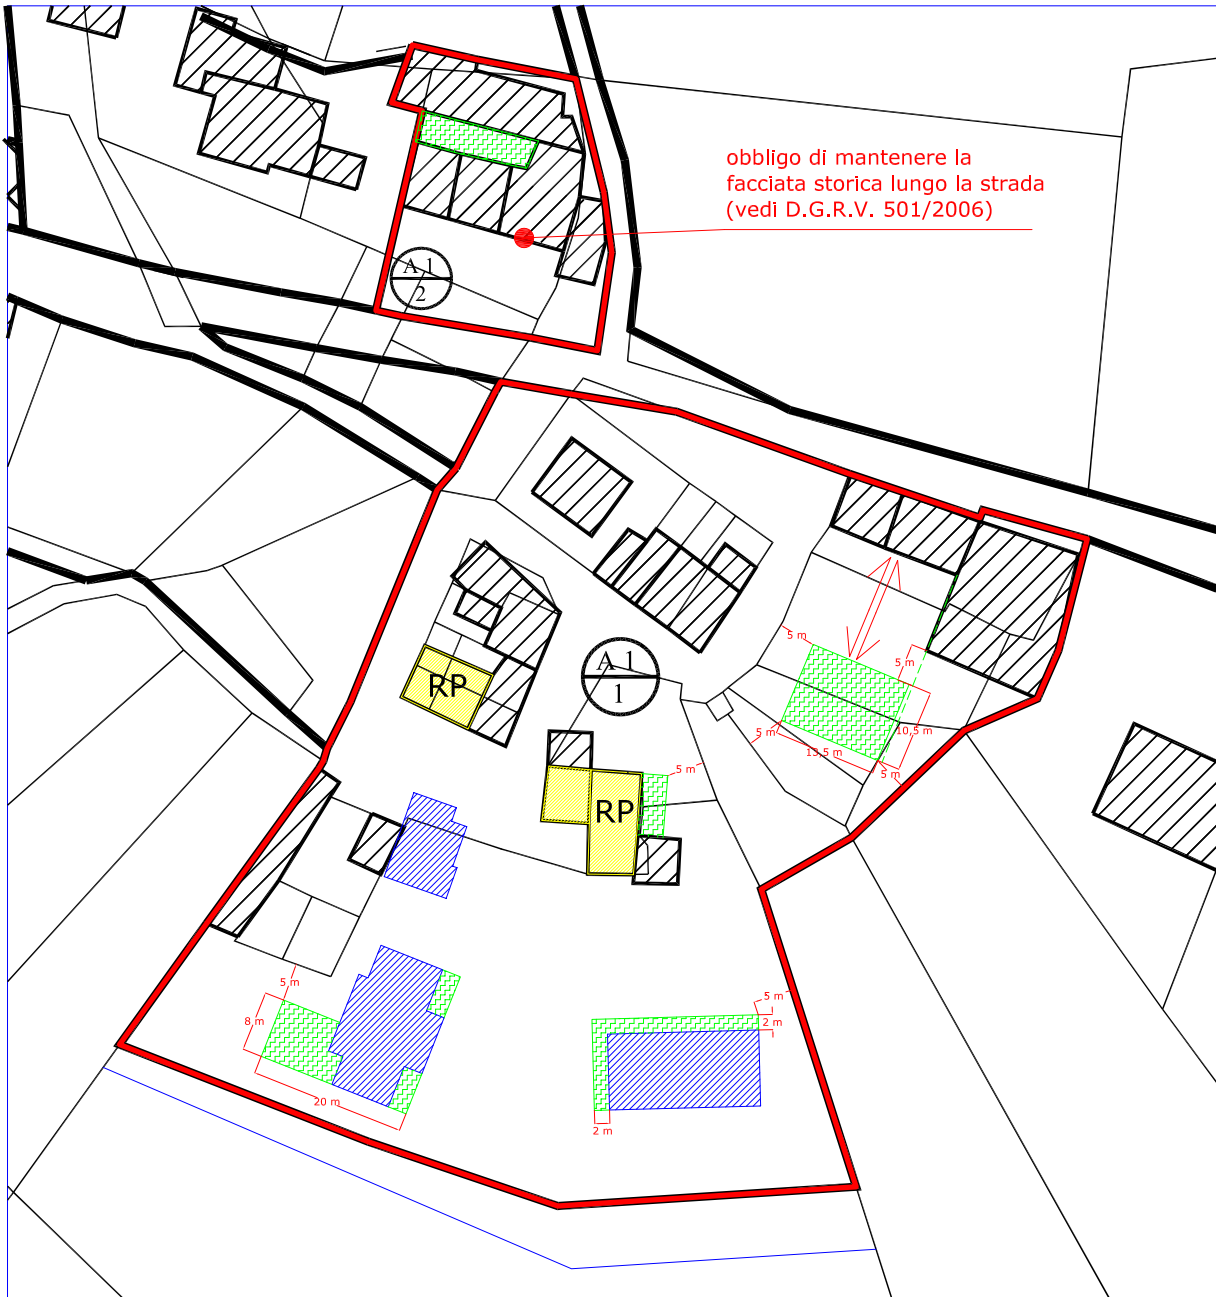 obbligo di mantenere la
facciata storica lungo la strada
(vedi D.G.R.V. 501/2006)
A 1
2
5 m
5 m
A 1
1
RP
10,5 m
5 m
13,5 m
5 m
5 m
RP
5 m
8 m
5 m
2 m
20 m
2 m